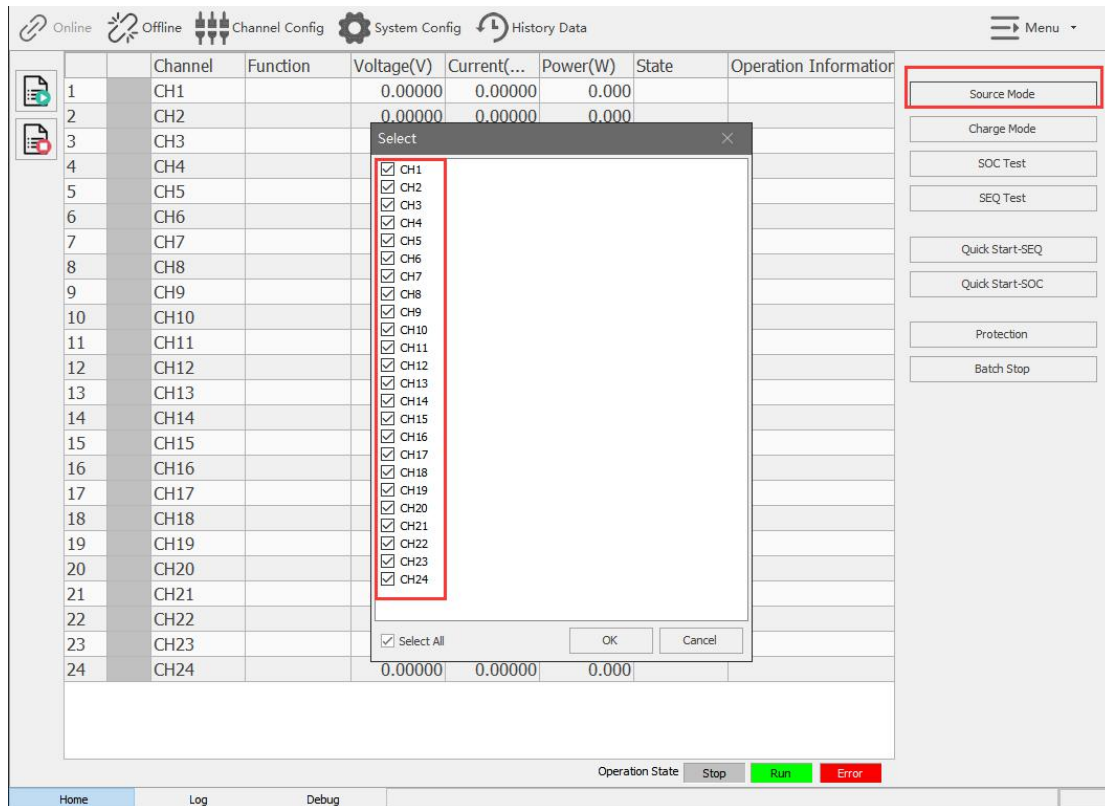 Online Offline Channel Config System Config History Data Menu
Channel Function Voltage(V) Current(... Power(W) State Operation Information
1 CH1 0.00000 0.00000 0.000
2 CH2 0.00000 0.00000 0.000
3 CH3
4 CH4
5 CH5
6 CH6
7 CH7
8 CH8
9 CH9
10 CH10
11 CH11
12 CH12
13 CH13
14 CH14
15 CH15
16 CH16
17 CH17
18 CH18
19 CH19
20 CH20
21 CH21
22 CH22
23 CH23
24 CH24 0.00000 0.00000 0.000
Select
CH1
CH2
CH3
CH4
CH5
CH6
CH7
CH8
CH9
CH10
CH11
CH12
CH13
CH14
CH15
CH16
CH17
CH18
CH19
CH20
CH21
CH22
CH23
CH24
Select All OK Cancel
Source Mode
Charge Mode
SOC Test
SEQ Test
Quick Start-SEQ
Quick Start-SOC
Protection
Batch Stop
Operation State Stop Run Error
Home Log Debug